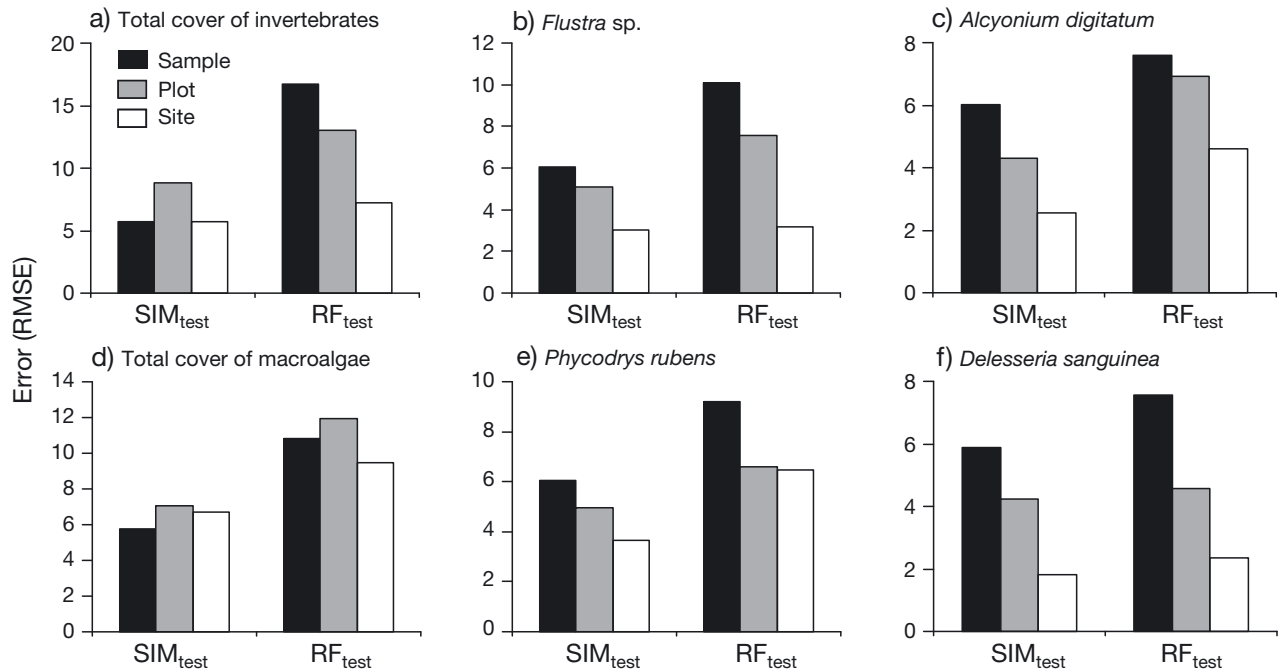 a) Total cover of invertebrates
20
15
10
5
0
Sample
Plot
Site
SIMtest
RFtest
b) Flustra sp.
12
10
8
6
4
2
0
SIMtest
RFtest
c) Alcyonium digitatum
8
6
4
2
0
SIMtest
RFtest
Error (RMSE)
d) Total cover of macroalgae
14
12
10
8
6
4
2
0
SIMtest
RFtest
e) Phycodrys rubens
10
8
6
4
2
0
SIMtest
RFtest
f) Delesseria sanguinea
8
6
4
2
0
SIMtest
RFtest